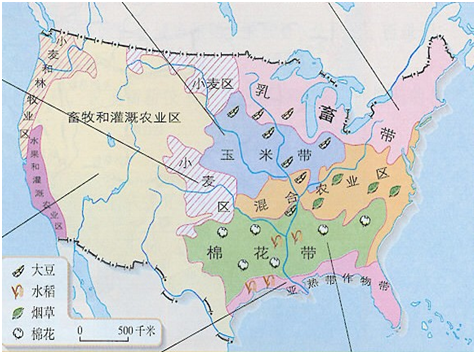 小麦和林牧业区
小麦区
乳畜带
畜牧和灌溉农业区
玉米带
水果和灌溉农业区
小麦区
混合农业区
棉花带
亚热带作物带
大豆
水稻
烟草
棉花
0 500千米